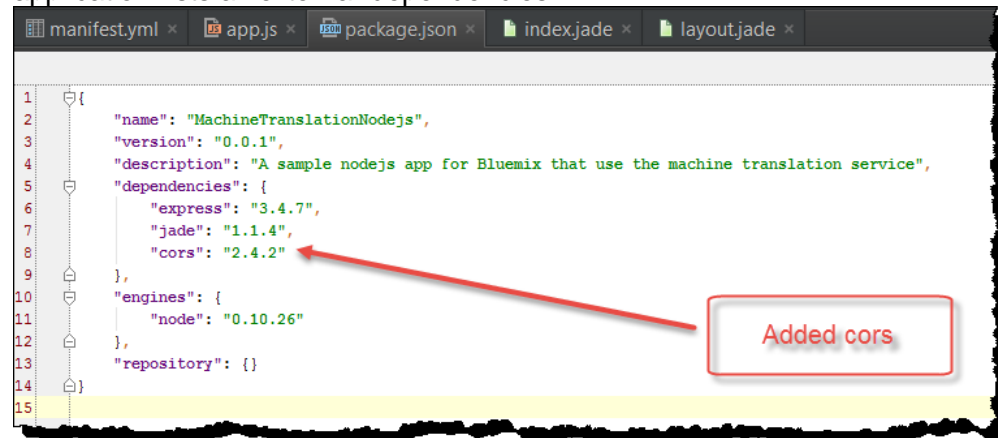 manifest.yml × app.js × package.json × index.jade × layout.jade ×
1 {
2 "name": "MachineTranslationNodejs",
3 "version": "0.0.1",
4 "description": "A sample nodejs app for Bluemix that use the machine translation service",
5 "dependencies": {
6 "express": "3.4.7",
7 "jade": "1.1.4",
8 "cors": "2.4.2"
9 },
10 "engines": {
11 "node": "0.10.26"
12 },
13 "repository": {}
14 }
15
Added cors